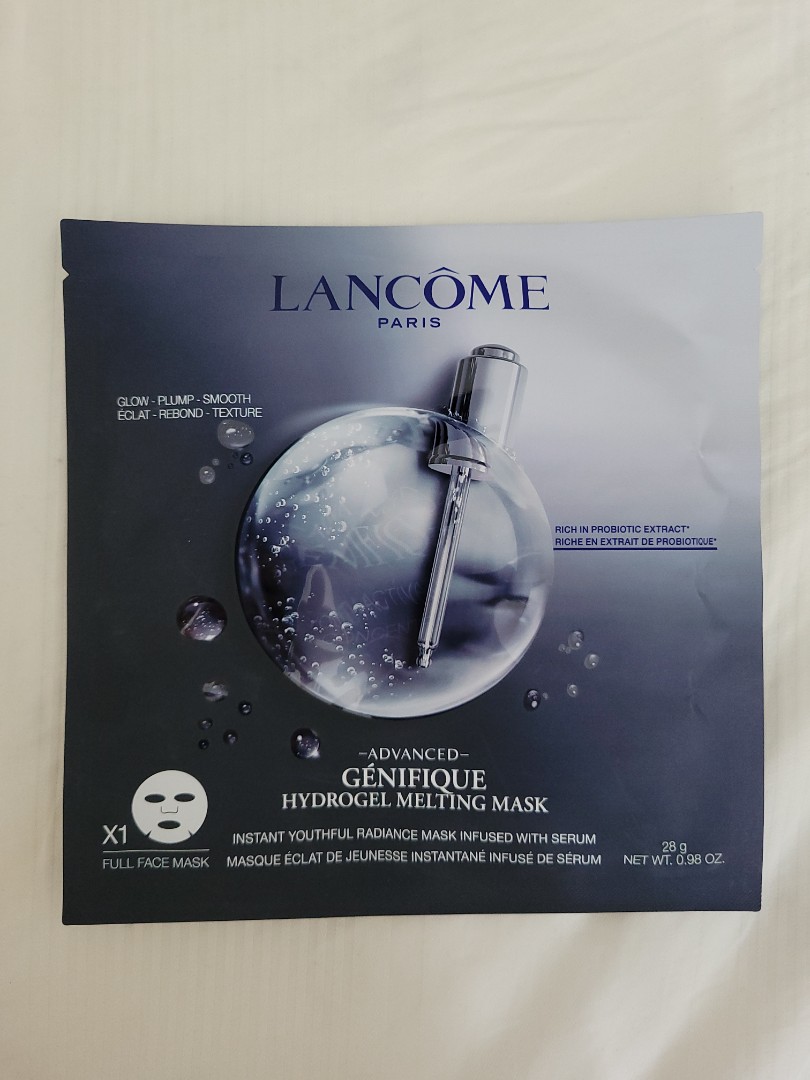 LANCÔME
PARIS
GLOW - PLUMP - SMOOTH
ÉCLAT - REBOND - TEXTURE
RICH IN PROBIOTIC EXTRACT*
RICHE EN EXTRAIT DE PROBIOTIQUE*
-ADVANCED-
GÉNIFIQUE
HYDROGEL MELTING MASK
X1
FULL FACE MASK
INSTANT YOUTHFUL RADIANCE MASK INFUSED WITH SERUM
MASQUE ÉCLAT DE JEUNESSE INSTANTANÉ INFUSÉ DE SÉRUM
28 g
NET WT. 0.98 OZ.